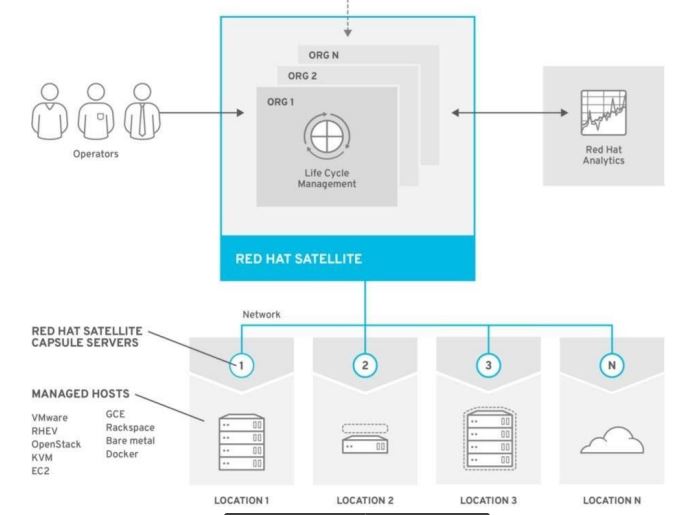 ORG N
ORG 2
ORG 1
Life Cycle
Management
Operators
Red Hat
Analytics
RED HAT SATELLITE
Network
RED HAT SATELLITE
CAPSULE SERVERS
1
2
3
N
MANAGED HOSTS
VMware
RHEV
OpenStack
KVM
EC2
GCE
Rackspace
Bare metal
Docker
LOCATION 1
LOCATION 2
LOCATION 3
LOCATION N